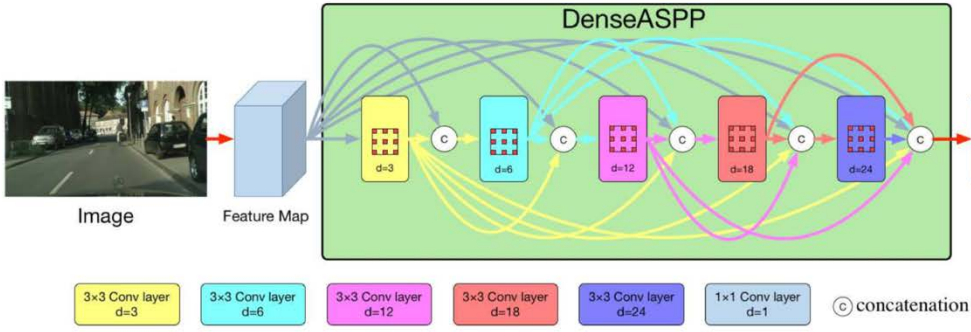 DenseASPP
C
C
C
C
C
d=3
d=6
d=12
d=18
d=24
Image
Feature Map
3×3 Conv layer
d=3
3×3 Conv layer
d=6
3×3 Conv layer
d=12
3×3 Conv layer
d=18
3×3 Conv layer
d=24
1×1 Conv layer
d=1
C concatenation